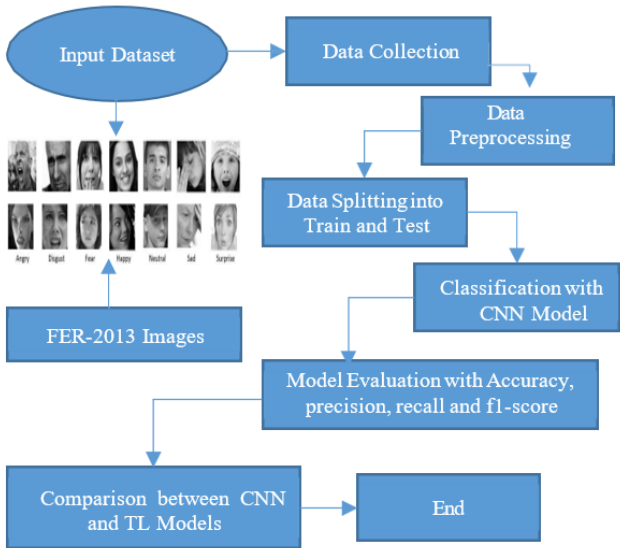 Input Dataset
Data Collection
Data
Preprocessing
Data Splitting into
Train and Test
Angry Disgust Fear Happy Neutral Sad Surprise
Classification with
CNN Model
FER-2013 Images
Model Evaluation with Accuracy,
precision, recall and f1-score
Comparison between CNN
and TL Models
End